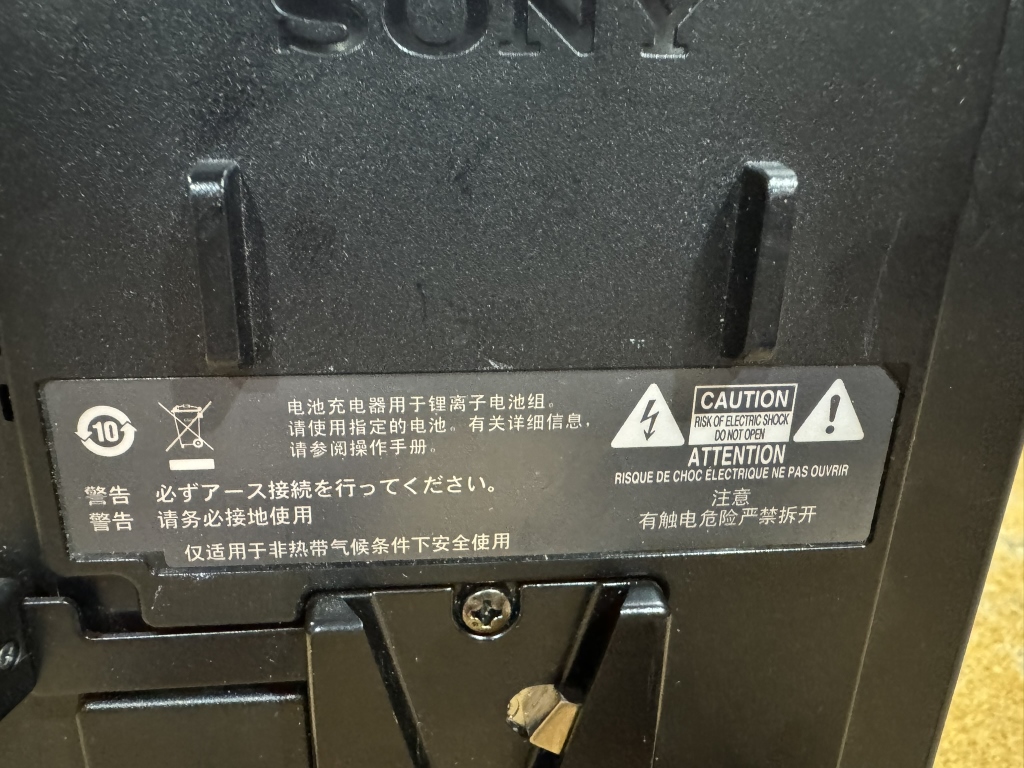 SONY
10
电池充电器用于锂离子电池组。
请使用指定的电池。有关详细信息，
请参阅操作手册。
警告 必ずアース接続を行ってください。
警告 请务必接地使用
仅适用于非热带气候条件下安全使用
CAUTION
RISK OF ELECTRIC SHOCK
DO NOT OPEN
ATTENTION
RISQUE DE CHOC ÉLECTRIQUE NE PAS OUVRIR
注意
有触电危险严禁拆开